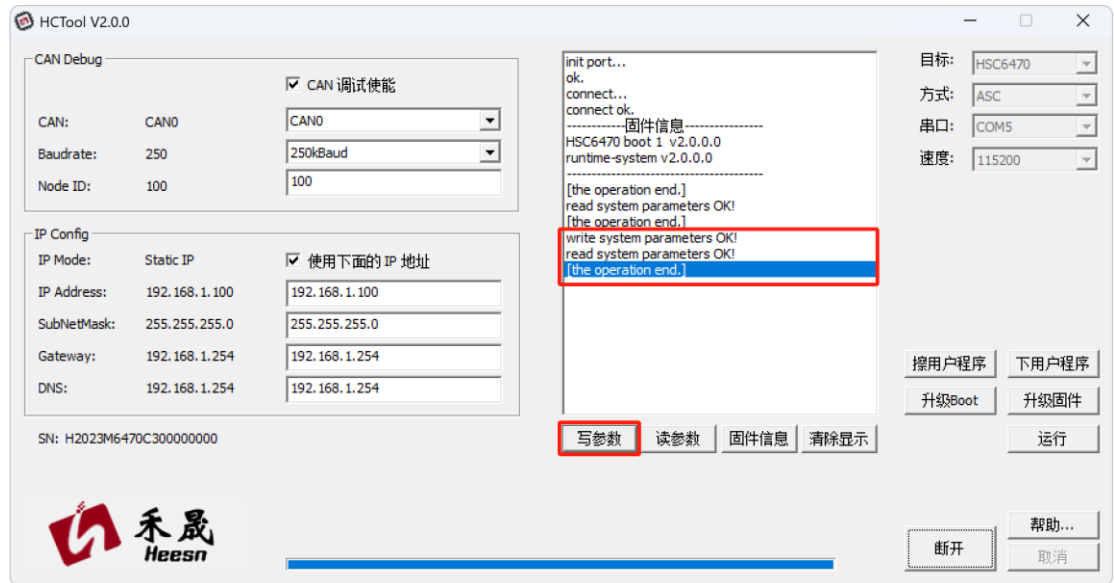 HCTool V2.0.0
CAN Debug
CAN 调试使能
CAN: CAN0 CAN0
Baudrate: 250 250kBaud
Node ID: 100 100
IP Config
IP Mode: Static IP 使用下面的 IP 地址
IP Address: 192.168.1.100 192.168.1.100
SubNetMask: 255.255.255.0 255.255.255.0
Gateway: 192.168.1.254 192.168.1.254
DNS: 192.168.1.254 192.168.1.254
SN: H2023M6470C300000000
禾晟
Heesn
init port...
ok.
connect...
connect ok.
------------固件信息----------------
HSC6470 boot 1 v2.0.0.0
runtime-system v2.0.0.0
----------------------------------------
[the operation end.]
read system parameters OK!
[the operation end.]
write system parameters OK!
read system parameters OK!
[the operation end.]
写参数 读参数 固件信息 清除显示
目标: HSC6470
方式: ASC
串口: COM5
速度: 115200
擦用户程序 下用户程序
升级Boot 升级固件
运行
断开
帮助...
取消